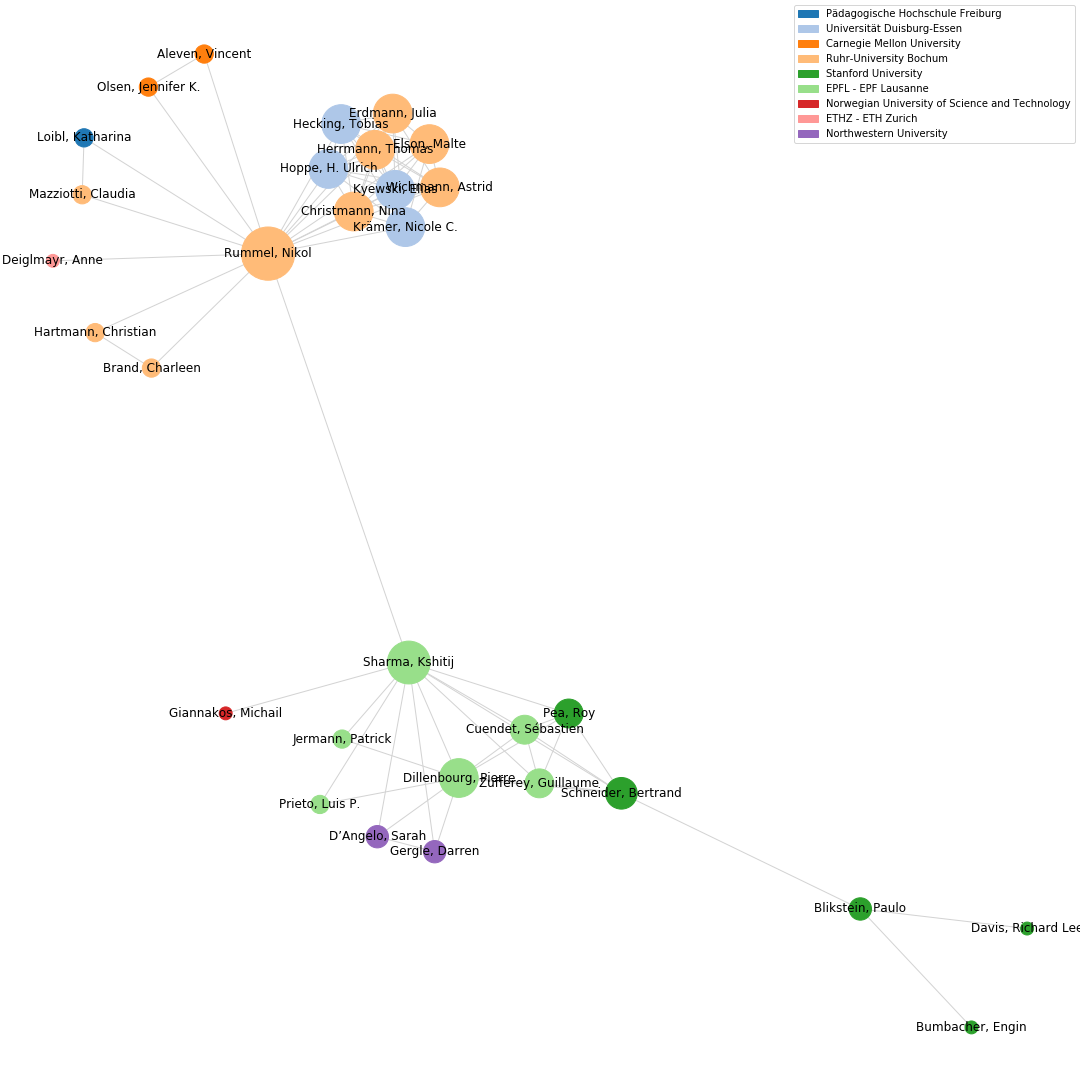 Pädagogische Hochschule Freiburg
Universität Duisburg-Essen
Carnegie Mellon University
Ruhr-University Bochum
Stanford University
EPFL - EPF Lausanne
Norwegian University of Science and Technology
ETHZ - ETH Zurich
Northwestern University
Aleven, Vincent
Olsen, Jennifer K.
Erdmann, Julia
Hecking, Tobias
Loibl, Katharina
Elson, Malte
Herrmann, Thomas
Hoppe, H. Ulrich
Kyewski, Elias
Wichmann, Astrid
Mazziotti, Claudia
Christmann, Nina
Krämer, Nicole C.
Rummel, Nikol
Deiglmayr, Anne
Hartmann, Christian
Brand, Charleen
Sharma, Kshitij
Giannakos, Michail
Pea, Roy
Cuendet, Sébastien
Jermann, Patrick
Dillenbourg, Pierre
Zufferey, Guillaume
Schneider, Bertrand
Prieto, Luis P.
D’Angelo, Sarah
Gergle, Darren
Blikstein, Paulo
Davis, Richard Lee
Bumbacher, Engin